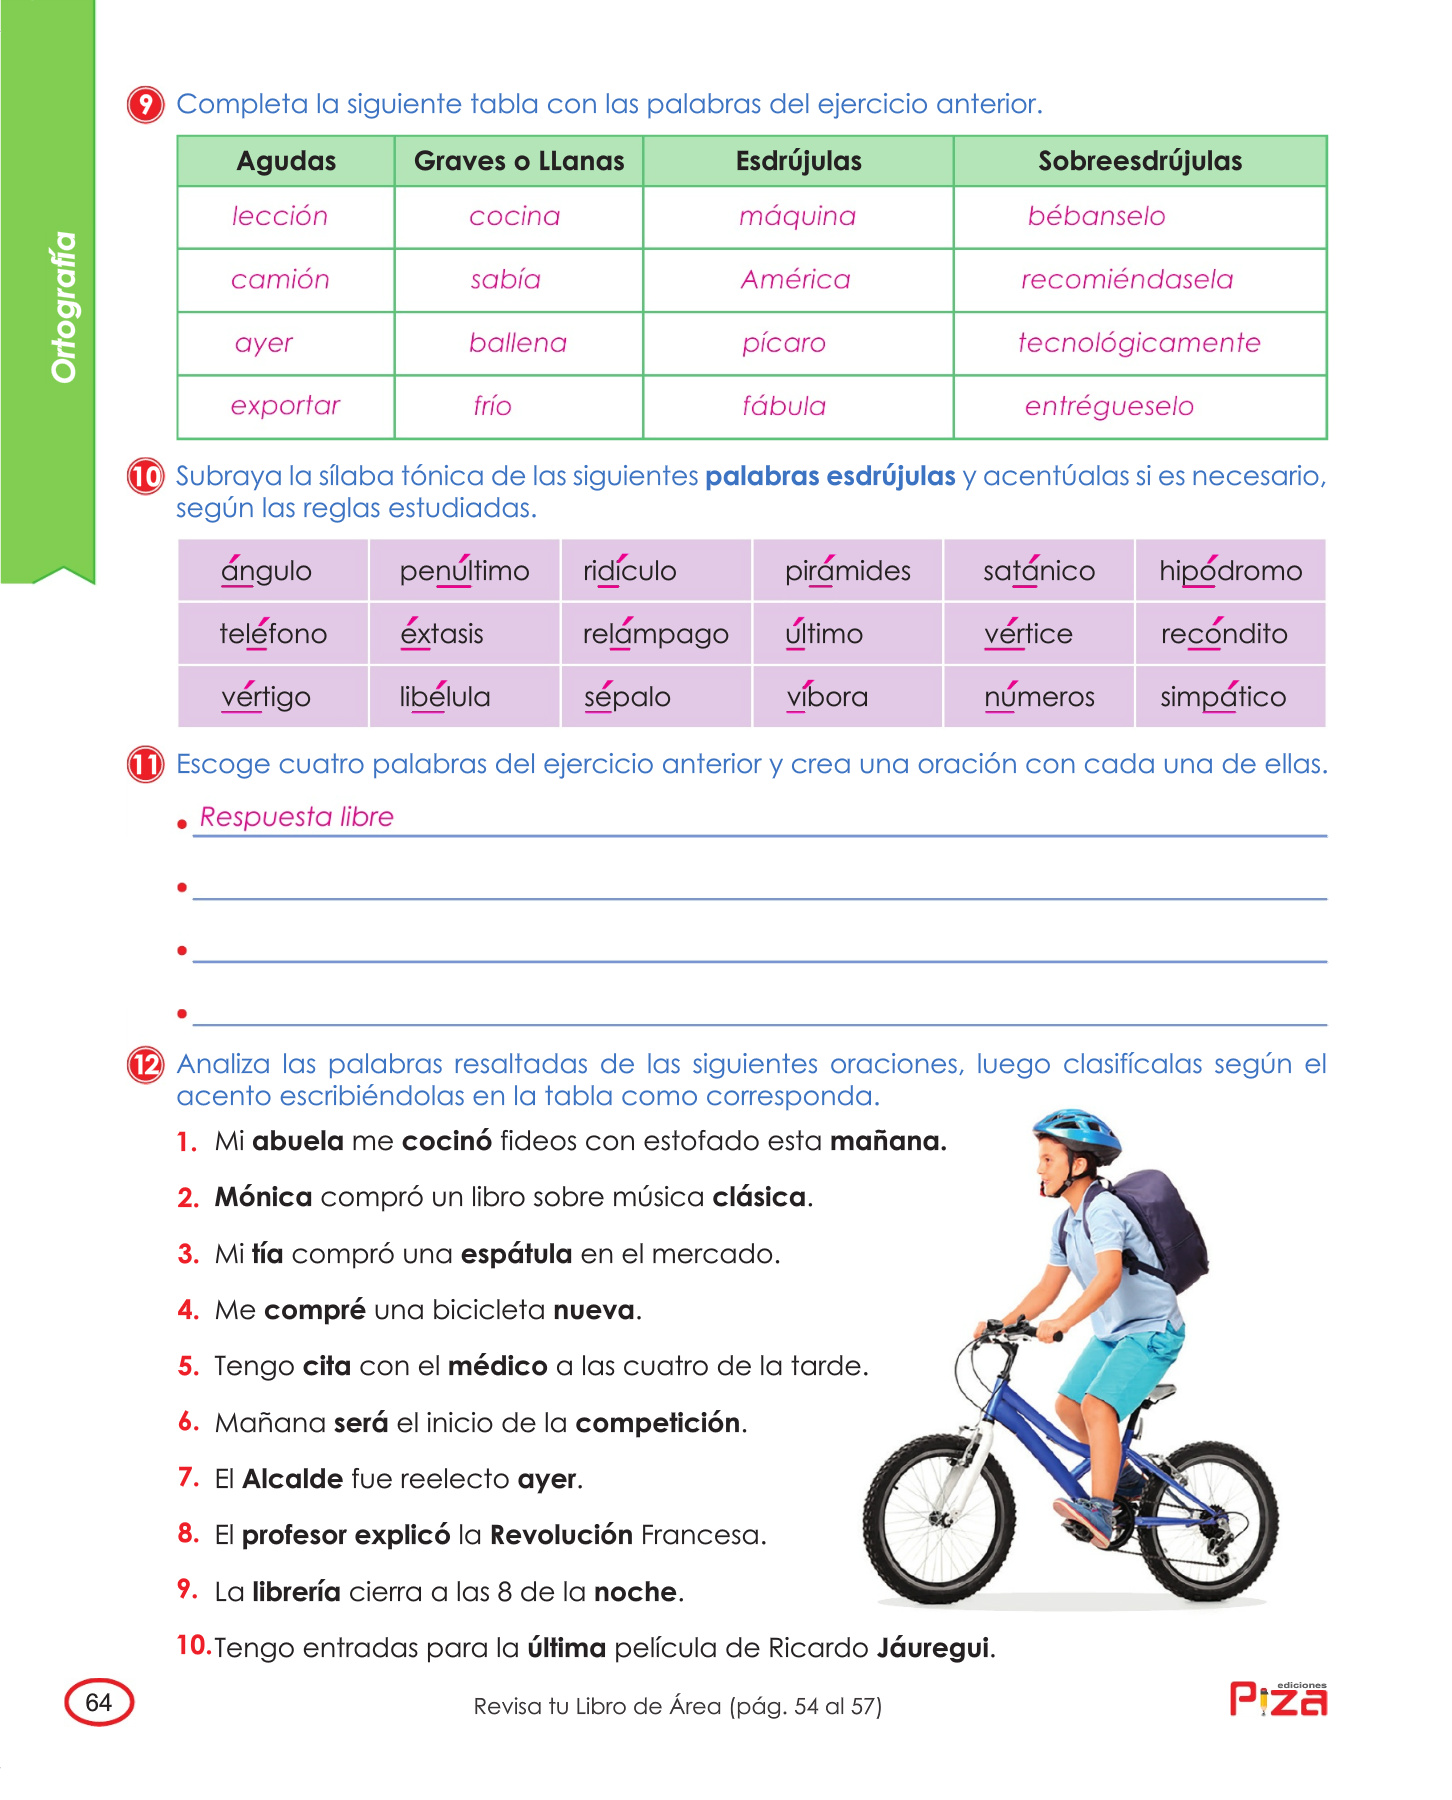 Ortografía
9 Completa la siguiente tabla con las palabras del ejercicio anterior.
Agudas Graves o LLanas Esdrújulas Sobreesdrújulas
lección cocina máquina bébanselo
camión sabía América recomiéndasela
ayer ballena pícaro tecnológicamente
exportar frío fábula entrégueselo
10 Subraya la sílaba tónica de las siguientes palabras esdrújulas y acentúalas si es necesario,
según las reglas estudiadas.
ángulo penúltimo ridículo pirámides satánico hipódromo
teléfono éxtasis relámpago último vértice recóndito
vértigo libélula sépalo víbora números simpático
11 Escoge cuatro palabras del ejercicio anterior y crea una oración con cada una de ellas.
• Respuesta libre
•
•
•
12 Analiza las palabras resaltadas de las siguientes oraciones, luego clasifícalas según el
acento escribiéndolas en la tabla como corresponda.
1. Mi abuela me cocinó fideos con estofado esta mañana.
2. Mónica compró un libro sobre música clásica.
3. Mi tía compró una espátula en el mercado.
4. Me compré una bicicleta nueva.
5. Tengo cita con el médico a las cuatro de la tarde.
6. Mañana será el inicio de la competición.
7. El Alcalde fue reelecto ayer.
8. El profesor explicó la Revolución Francesa.
9. La librería cierra a las 8 de la noche.
10. Tengo entradas para la última película de Ricardo Jáuregui.
64
Revisa tu Libro de Área (pág. 54 al 57)
ediciones
Piza